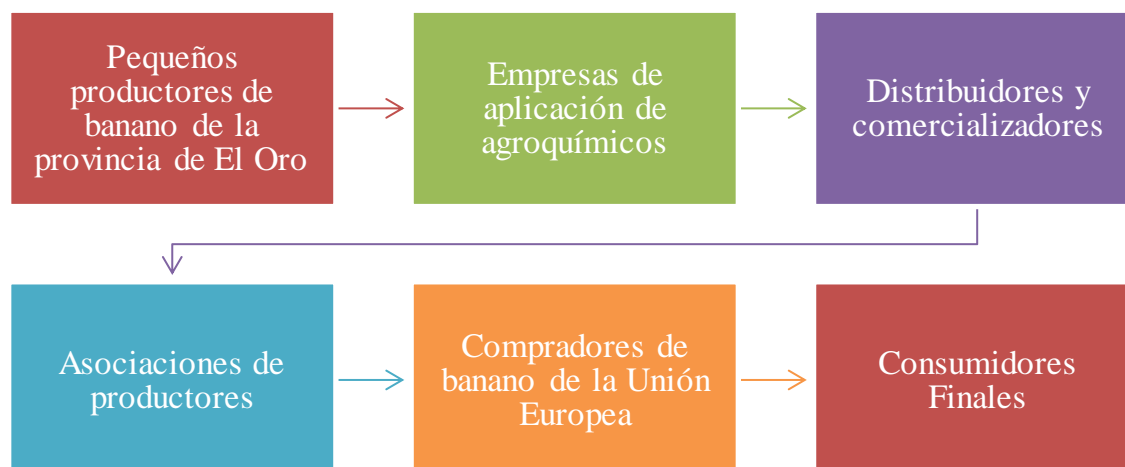 Pequeños
productores de
banano de la
provincia de El Oro
Empresas de
aplicación de
agroquímicos
Distribuidores y
comercializadores
Asociaciones de
productores
Compradores de
banano de la Unión
Europea
Consumidores
Finales